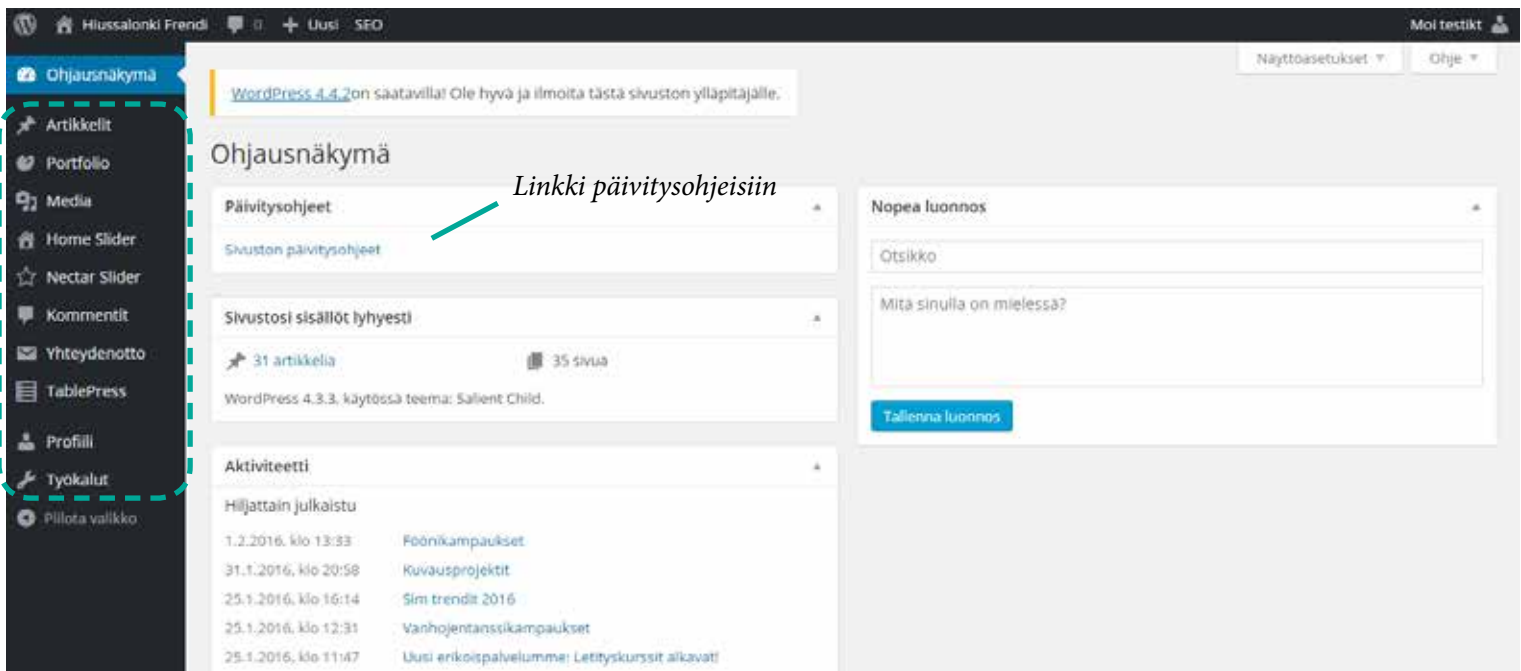 Hiussalonki Frendi 0 Uusi SEO Moi testikt
Näyttöasetukset Ohje
Ohjausnäkymä
Artikkelit
Portfolio
Media
Home Slider
Nectar Slider
Kommentit
Yhteydenotto
TablePress
Profiili
Työkalut
Piilota valikko
WordPress 4.4.2on saatavilla! Ole hyvä ja ilmoita tästä sivuston ylläpitäjälle.
Ohjausnäkymä
Linkki päivitysohjeisiin
Päivitysohjeet
Sivuston päivitysohjeet
Sivustosi sisällöt lyhyesti
31 artikkelia 35 sivua
WordPress 4.3.3, käytössä teema: Salient Child.
Aktiviteetti
Hiljattain julkaistu
1.2.2016, klo 13:33 Föönikampaukset
31.1.2016, klo 20:58 Kuvausprojektit
25.1.2016, klo 16:14 Sim trendit 2016
25.1.2016, klo 12:31 Vanhojentanssikampaukset
25.1.2016, klo 11:47 Uusi erikoispalvelumme: Letityskurssit alkavat!
Nopea luonnos
Otsikko
Mitä sinulla on mielessä?
Tallenna luonnos